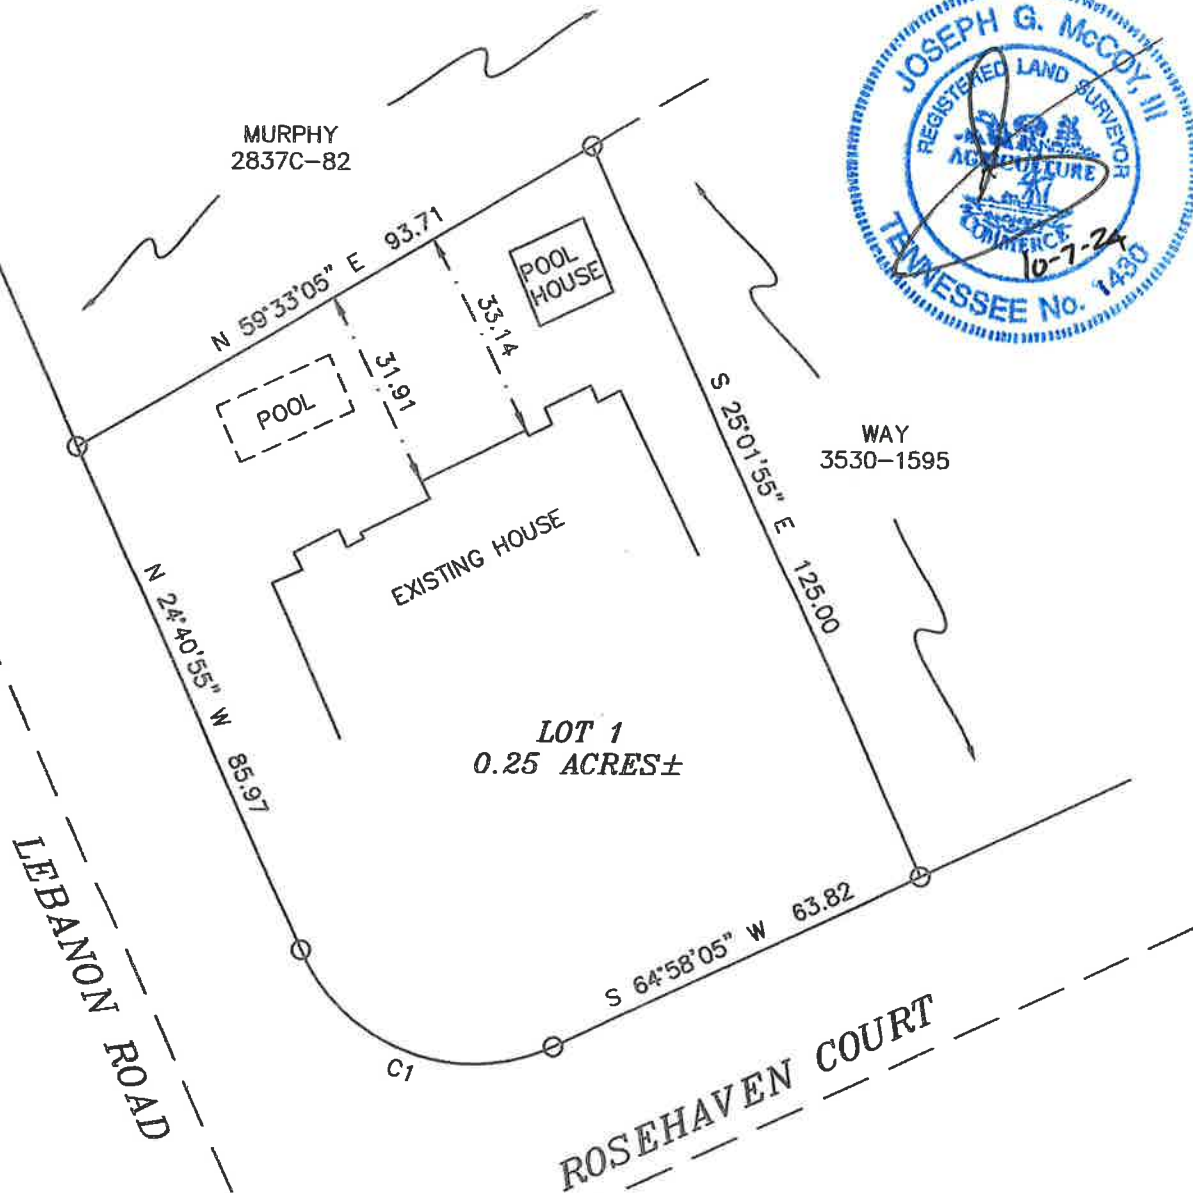 MURPHY
2837C-82
JOSEPH G. McCOY, III
REGISTERED LAND SURVEYOR
AGRICULTURE
COMMERCE
10-7-24
TENNESSEE No. 1430
N 59°33'05" E 93.71
POOL
HOUSE
33.14
31.91
POOL
S 25°01'55" E 125.00
WAY
3530-1595
EXISTING HOUSE
N 24°40'55" W 85.97
LOT 1
0.25 ACRES±
LEBANON ROAD
S 64°58'05" W 63.82
C1
ROSEHAVEN COURT